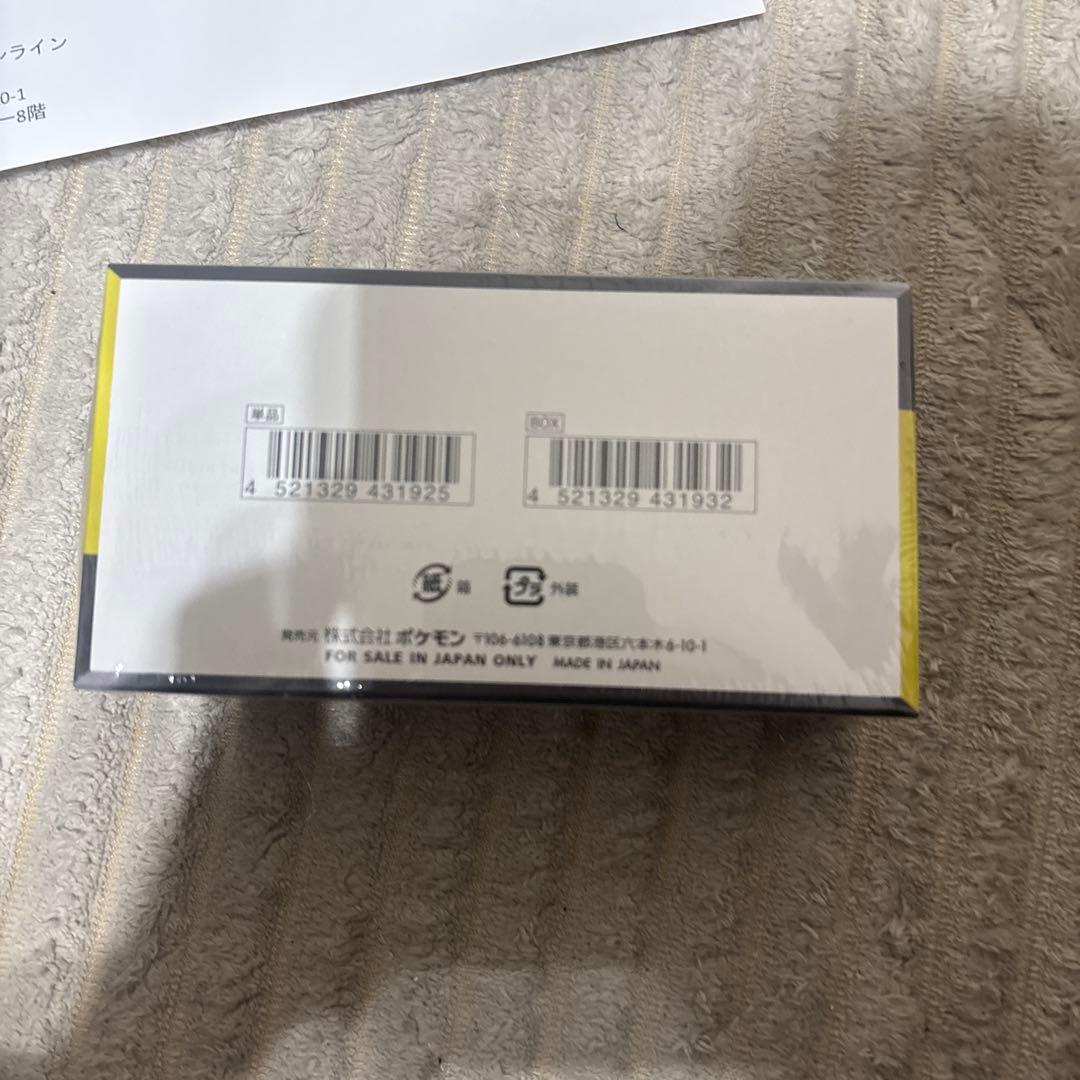 ンライン
0-1
ー8階
単品
BOX
4 521329 431925
4 521329 431932
紙 箱
プラ 外装
発売元 株式会社 ポケモン 〒106-6108 東京都港区六本木6-10-1
FOR SALE IN JAPAN ONLY MADE IN JAPAN